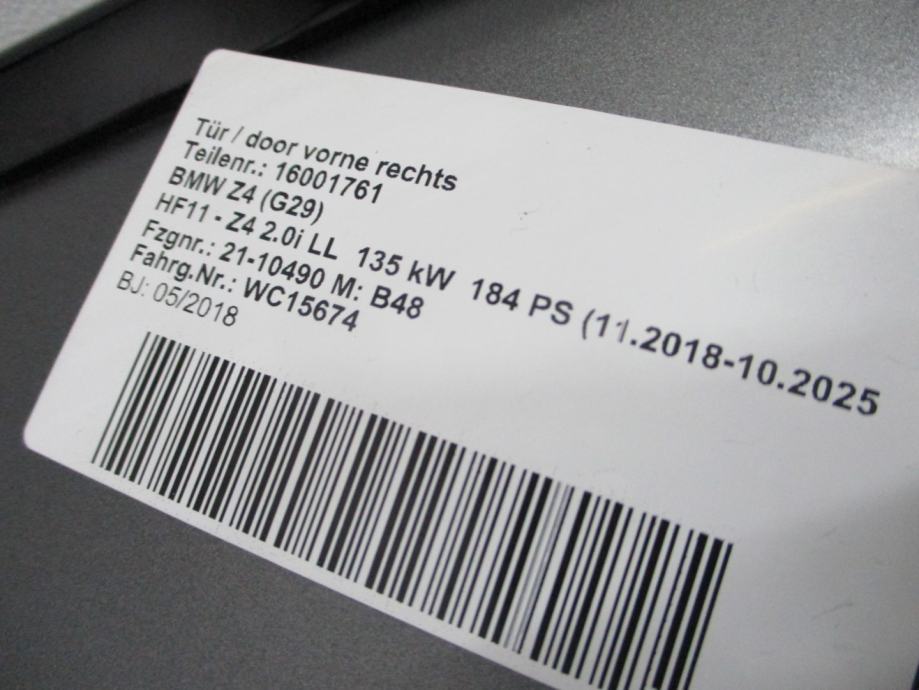 Tür / door vorne rechts
Teilenr.: 16001761
BMW Z4 (G29)
HF11 - Z4 2.0i LL 135 kW 184 PS (11.2018-10.2025
Fzgnr.: 21-10490 M: B48
Fahrg.Nr.: WC15674
BJ: 05/2018